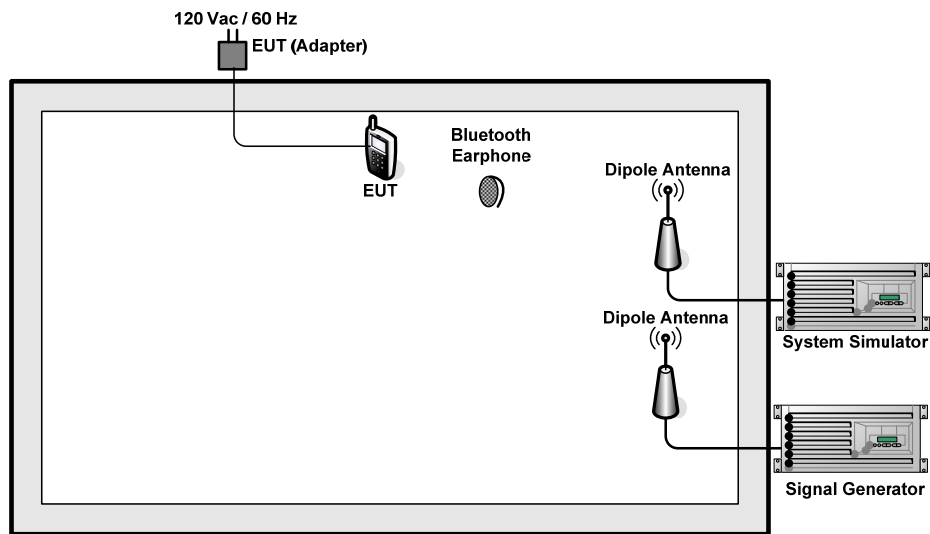 120 Vac / 60 Hz
EUT (Adapter)
Bluetooth
Earphone
EUT
Dipole Antenna
Dipole Antenna
System Simulator
Signal Generator